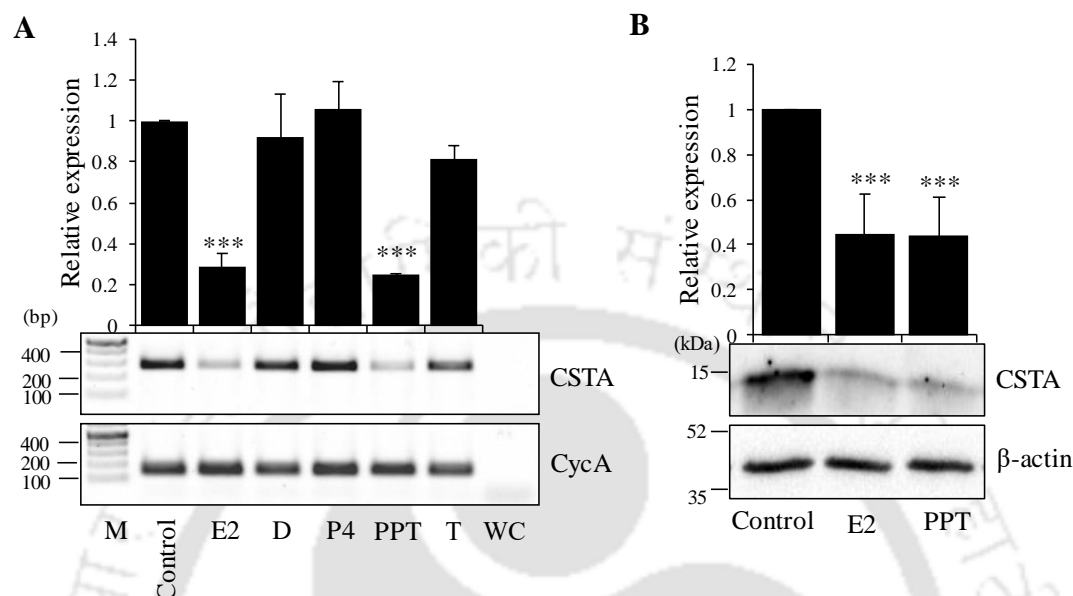 A
Relative expression
1.4
1.2
1
0.8
0.6
0.4
0.2
0
***
***
(bp)
400
200
100
CSTA
400
200
100
CycA
M
Control
E2
D
P4
PPT
T
WC
B
Relative expression
1.2
1
0.8
0.6
0.4
0.2
0
***
***
(kDa)
15
CSTA
52
35
β-actin
Control
E2
PPT